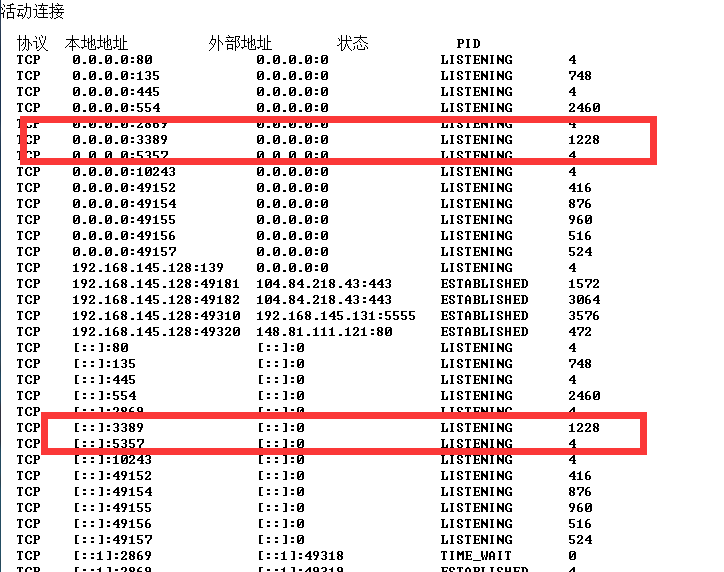 活动连接
协议 本地地址 外部地址 状态 PID
TCP 0.0.0.0:80 0.0.0.0:0 LISTENING 4
TCP 0.0.0.0:135 0.0.0.0:0 LISTENING 748
TCP 0.0.0.0:445 0.0.0.0:0 LISTENING 4
TCP 0.0.0.0:554 0.0.0.0:0 LISTENING 2460
TCP 0.0.0.0:2869 0.0.0.0:0 LISTENING 4
TCP 0.0.0.0:3389 0.0.0.0:0 LISTENING 1228
TCP 0.0.0.0:5357 0.0.0.0:0 LISTENING 4
TCP 0.0.0.0:10243 0.0.0.0:0 LISTENING 4
TCP 0.0.0.0:49152 0.0.0.0:0 LISTENING 416
TCP 0.0.0.0:49154 0.0.0.0:0 LISTENING 876
TCP 0.0.0.0:49155 0.0.0.0:0 LISTENING 960
TCP 0.0.0.0:49156 0.0.0.0:0 LISTENING 516
TCP 0.0.0.0:49157 0.0.0.0:0 LISTENING 524
TCP 192.168.145.128:139 0.0.0.0:0 LISTENING 4
TCP 192.168.145.128:49181 104.84.218.43:443 ESTABLISHED 1572
TCP 192.168.145.128:49182 104.84.218.43:443 ESTABLISHED 3064
TCP 192.168.145.128:49310 192.168.145.131:5555 ESTABLISHED 3576
TCP 192.168.145.128:49320 148.81.111.121:80 ESTABLISHED 472
TCP [::]:80 [::]:0 LISTENING 4
TCP [::]:135 [::]:0 LISTENING 748
TCP [::]:445 [::]:0 LISTENING 4
TCP [::]:554 [::]:0 LISTENING 2460
TCP [::]:2869 [::]:0 LISTENING 4
TCP [::]:3389 [::]:0 LISTENING 1228
TCP [::]:5357 [::]:0 LISTENING 4
TCP [::]:10243 [::]:0 LISTENING 4
TCP [::]:49152 [::]:0 LISTENING 416
TCP [::]:49154 [::]:0 LISTENING 876
TCP [::]:49155 [::]:0 LISTENING 960
TCP [::]:49156 [::]:0 LISTENING 516
TCP [::]:49157 [::]:0 LISTENING 524
TCP [::1]:2869 [::1]:49318 TIME_WAIT 0
TCP [::1]:2869 [::1]:49319 ESTABLISHED 4